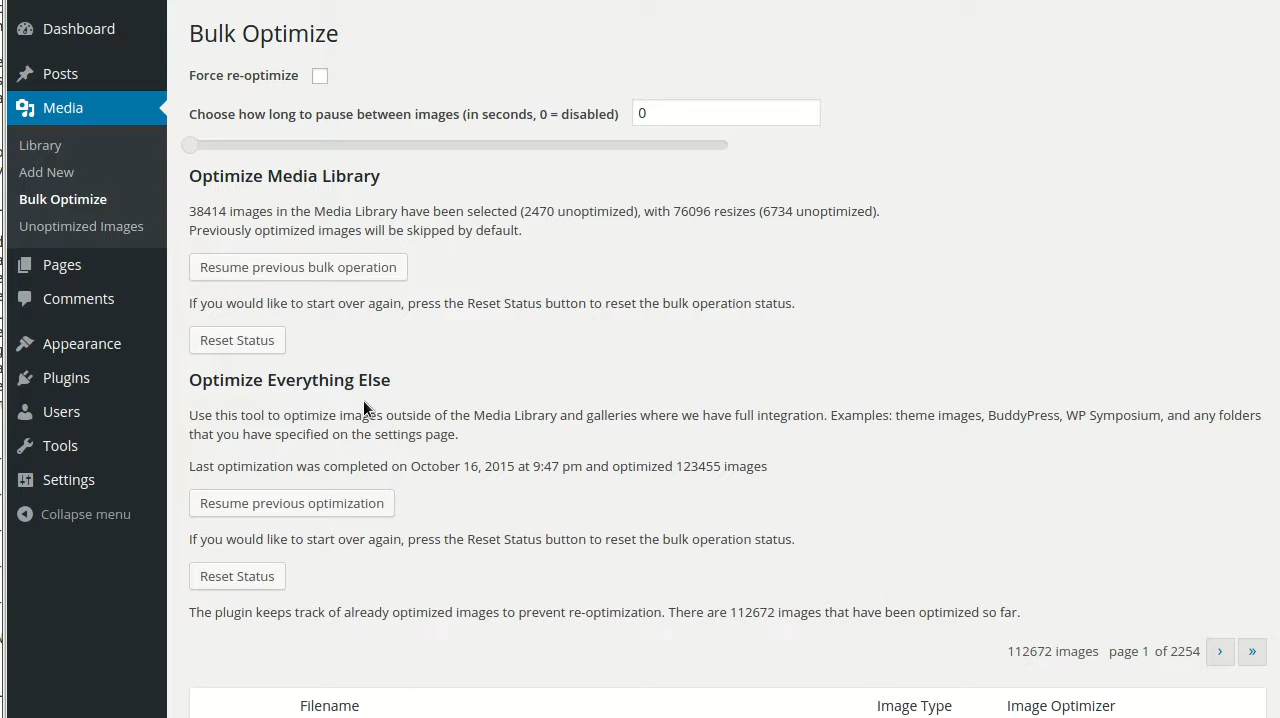 Dashboard
Posts
Media
Library
Add New
Bulk Optimize
Unoptimized Images
Pages
Comments
Appearance
Plugins
Users
Tools
Settings
Collapse menu
Bulk Optimize
Force re-optimize
Choose how long to pause between images (in seconds, 0 = disabled) 0
Optimize Media Library
38414 images in the Media Library have been selected (2470 unoptimized), with 76096 resizes (6734 unoptimized).
Previously optimized images will be skipped by default.
Resume previous bulk operation
If you would like to start over again, press the Reset Status button to reset the bulk operation status.
Reset Status
Optimize Everything Else
Use this tool to optimize images outside of the Media Library and galleries where we have full integration. Examples: theme images, BuddyPress, WP Symposium, and any folders
that you have specified on the settings page.
Last optimization was completed on October 16, 2015 at 9:47 pm and optimized 123455 images
Resume previous optimization
If you would like to start over again, press the Reset Status button to reset the bulk operation status.
Reset Status
The plugin keeps track of already optimized images to prevent re-optimization. There are 112672 images that have been optimized so far.
112672 images page 1 of 2254 › »
Filename Image Type Image Optimizer